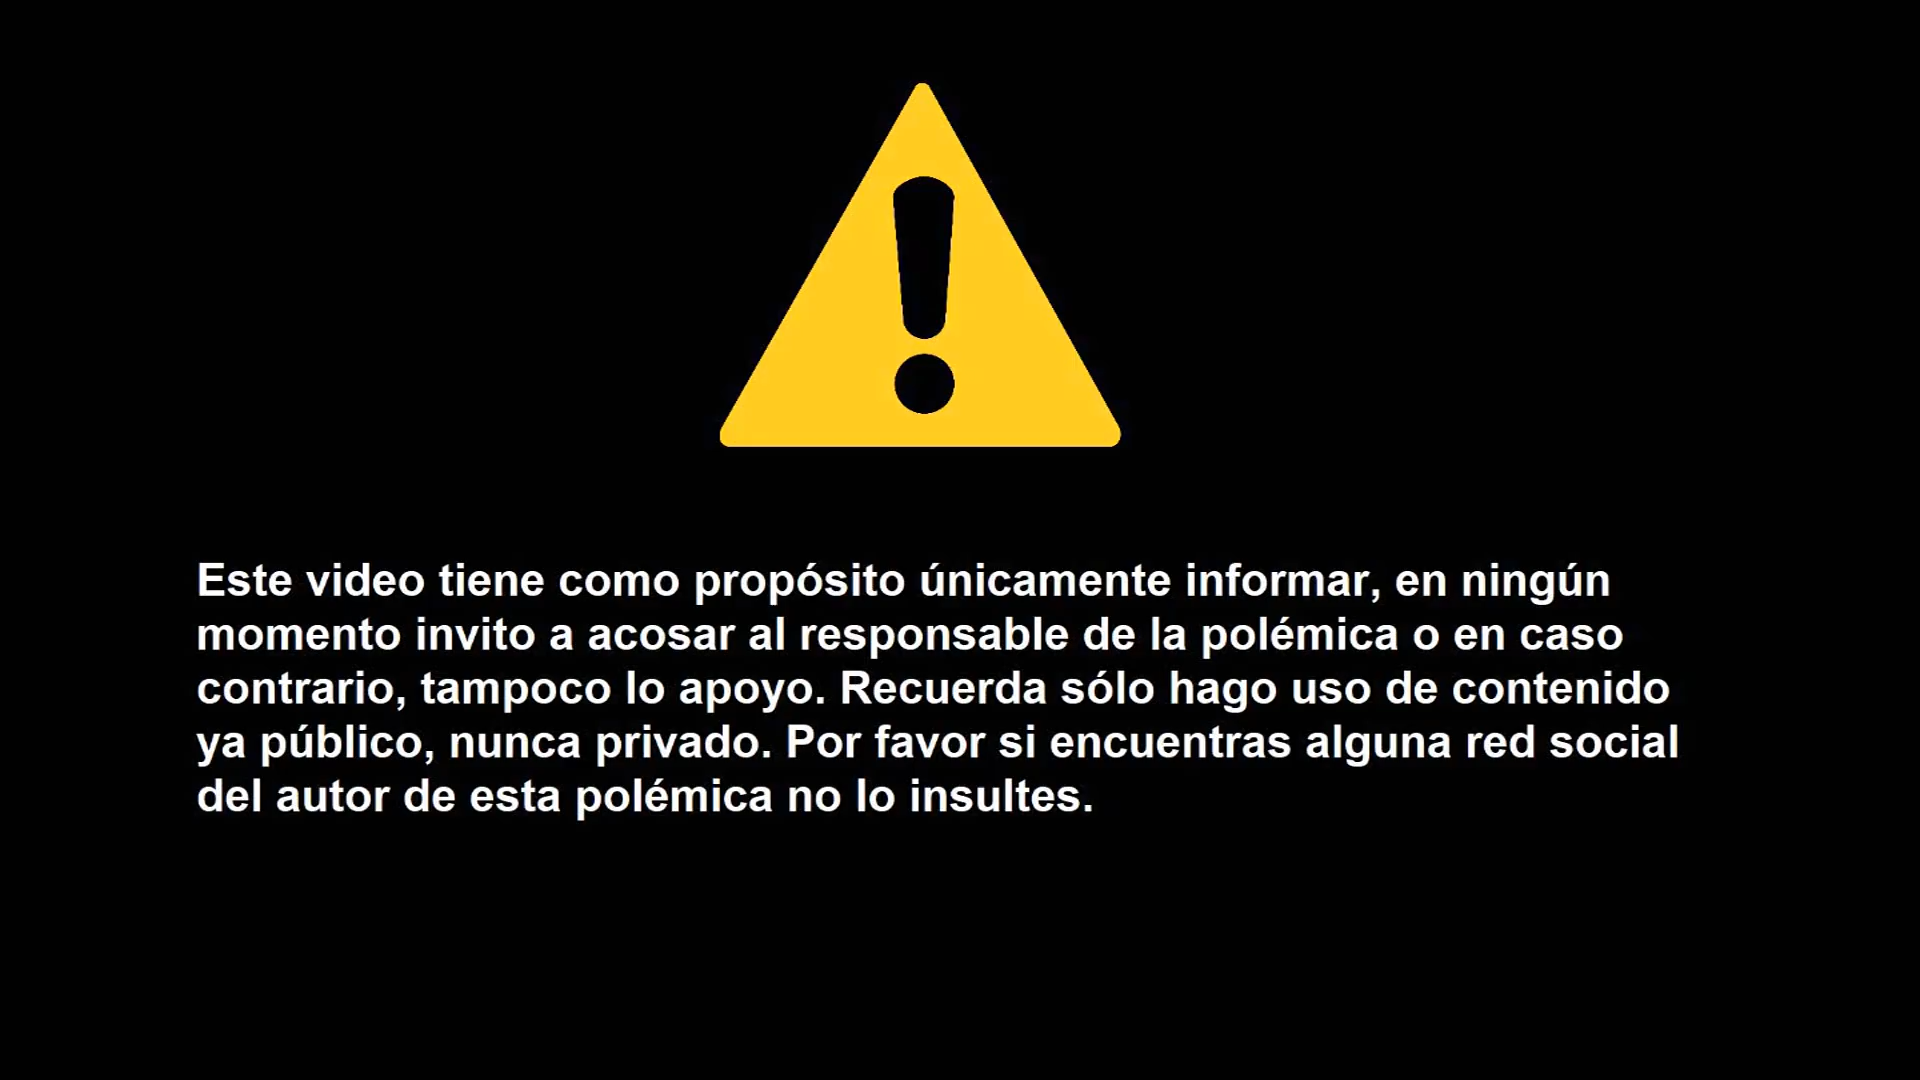 Este video tiene como propósito únicamente informar, en ningún
momento invito a acosar al responsable de la polémica o en caso
contrario, tampoco lo apoyo. Recuerda sólo hago uso de contenido
ya público, nunca privado. Por favor si encuentras alguna red social
del autor de esta polémica no lo insultes.